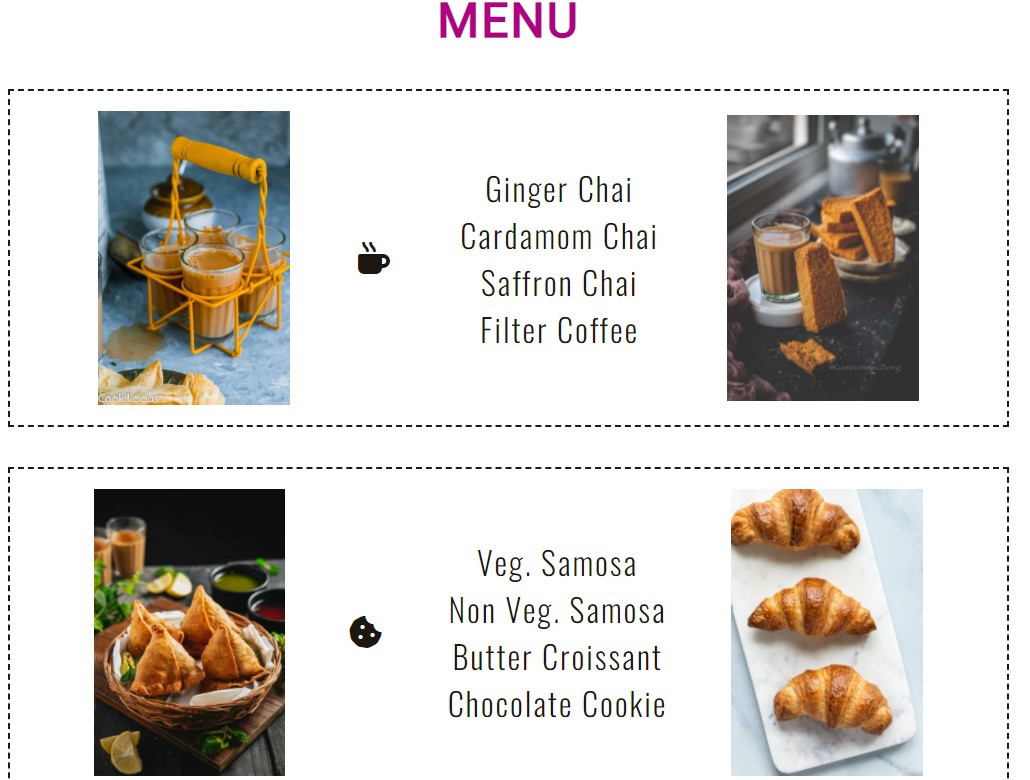 MENU
Ginger Chai
Cardamom Chai
Saffron Chai
Filter Coffee
Cookilicious
#GastronomicBong
Veg. Samosa
Non Veg. Samosa
Butter Croissant
Chocolate Cookie